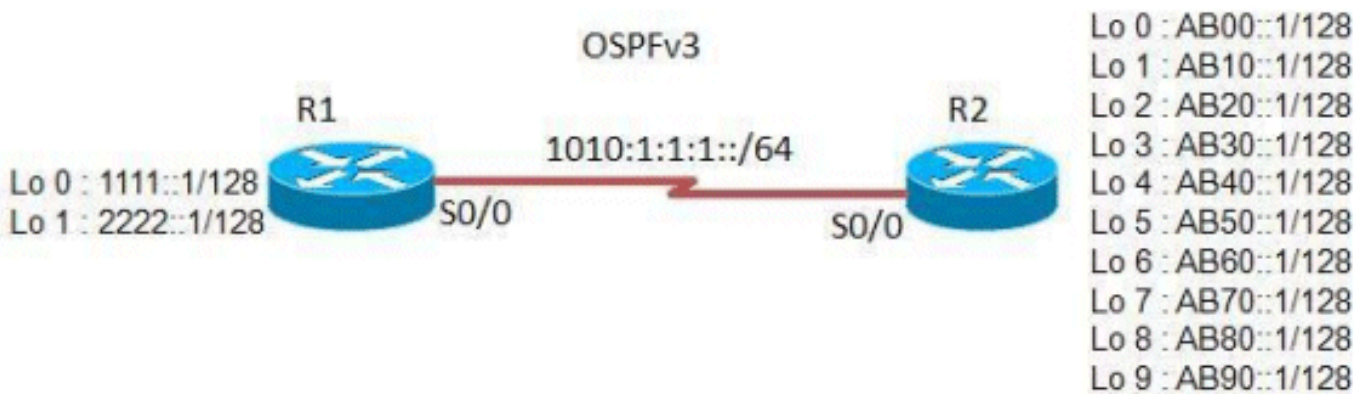 OSPFv3
R1
R2
1010:1:1:1::/64
S0/0
S0/0
Lo 0 : 1111::1/128
Lo 1 : 2222::1/128
Lo 0 : AB00::1/128
Lo 1 : AB10::1/128
Lo 2 : AB20::1/128
Lo 3 : AB30::1/128
Lo 4 : AB40::1/128
Lo 5 : AB50::1/128
Lo 6 : AB60::1/128
Lo 7 : AB70::1/128
Lo 8 : AB80::1/128
Lo 9 : AB90::1/128